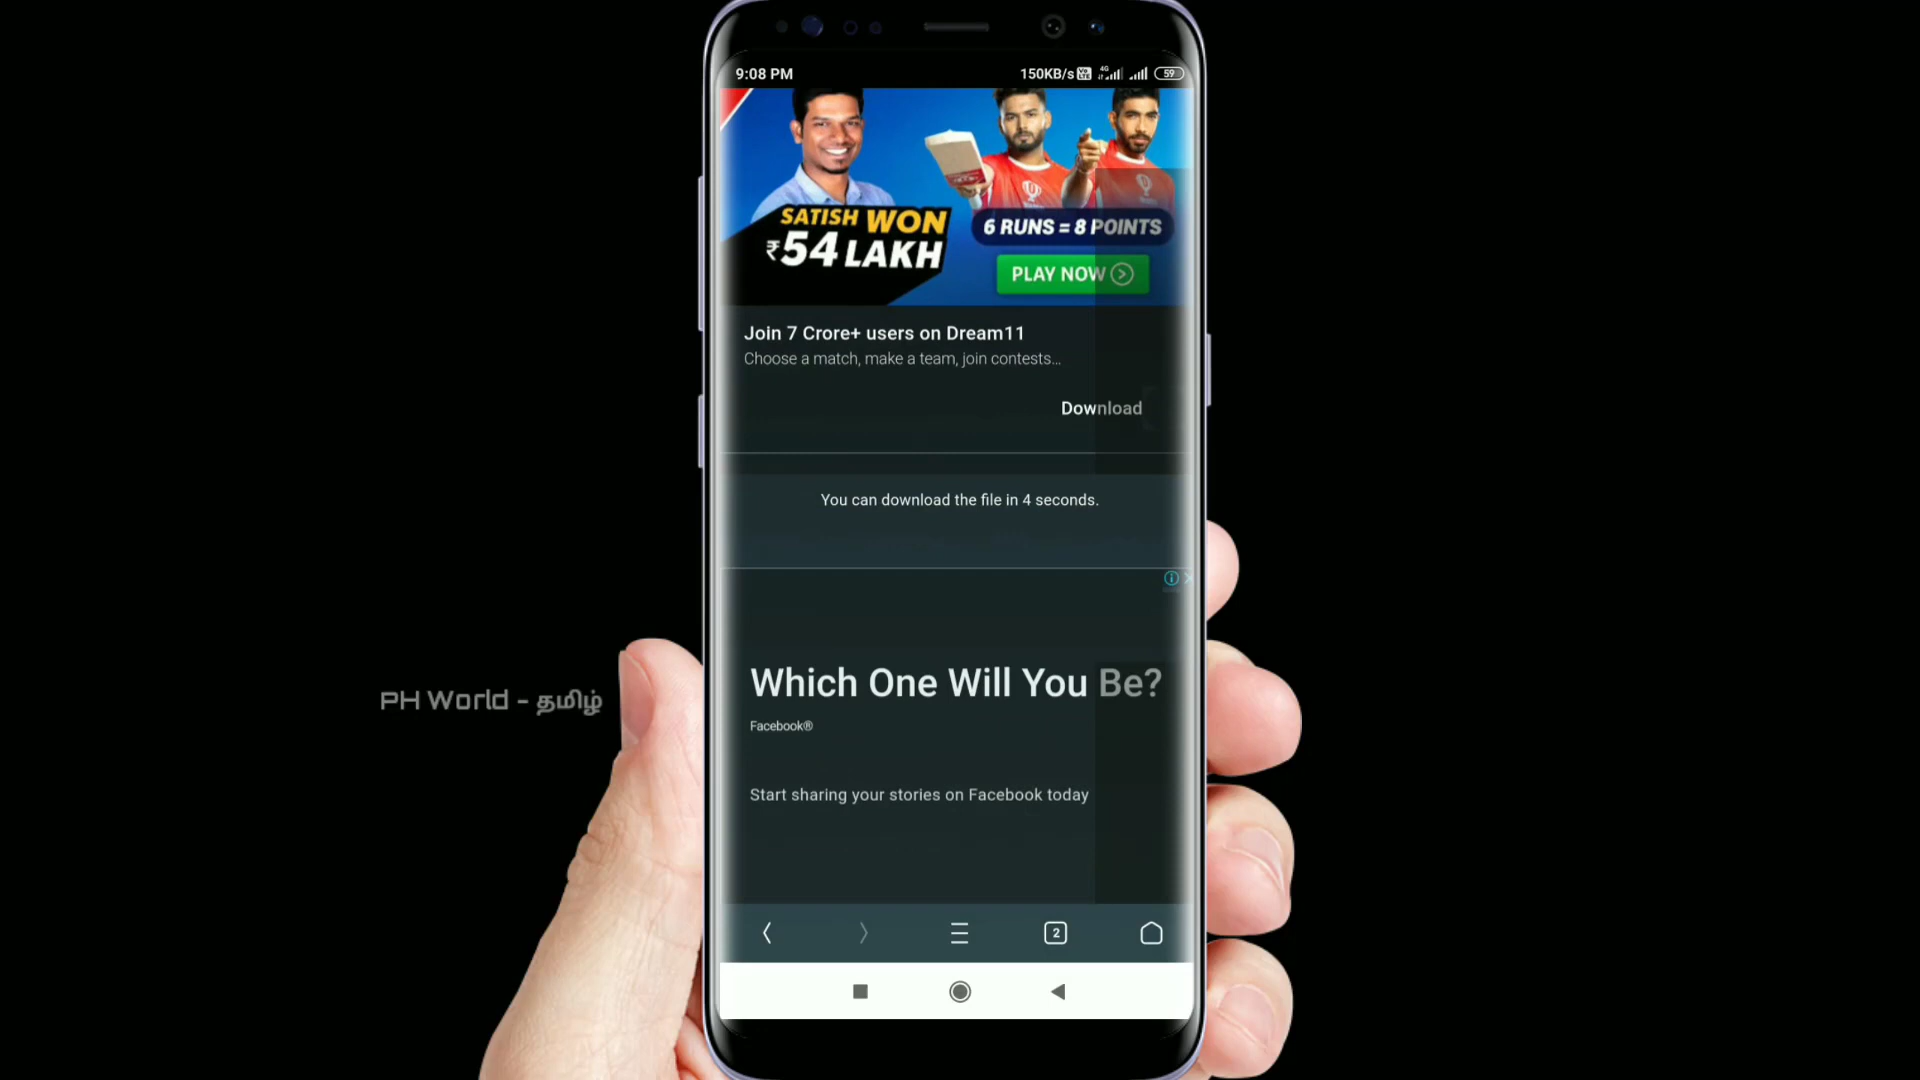 9:08 PM
150KB/s
4G
59
SATISH WON
₹54 LAKH
6 RUNS = 8 POINTS
PLAY NOW
Join 7 Crore+ users on Dream11
Choose a match, make a team, join contests...
Download
You can download the file in 4 seconds.
Which One Will You Be?
Facebook®
Start sharing your stories on Facebook today
PH World - தமிழ்
2